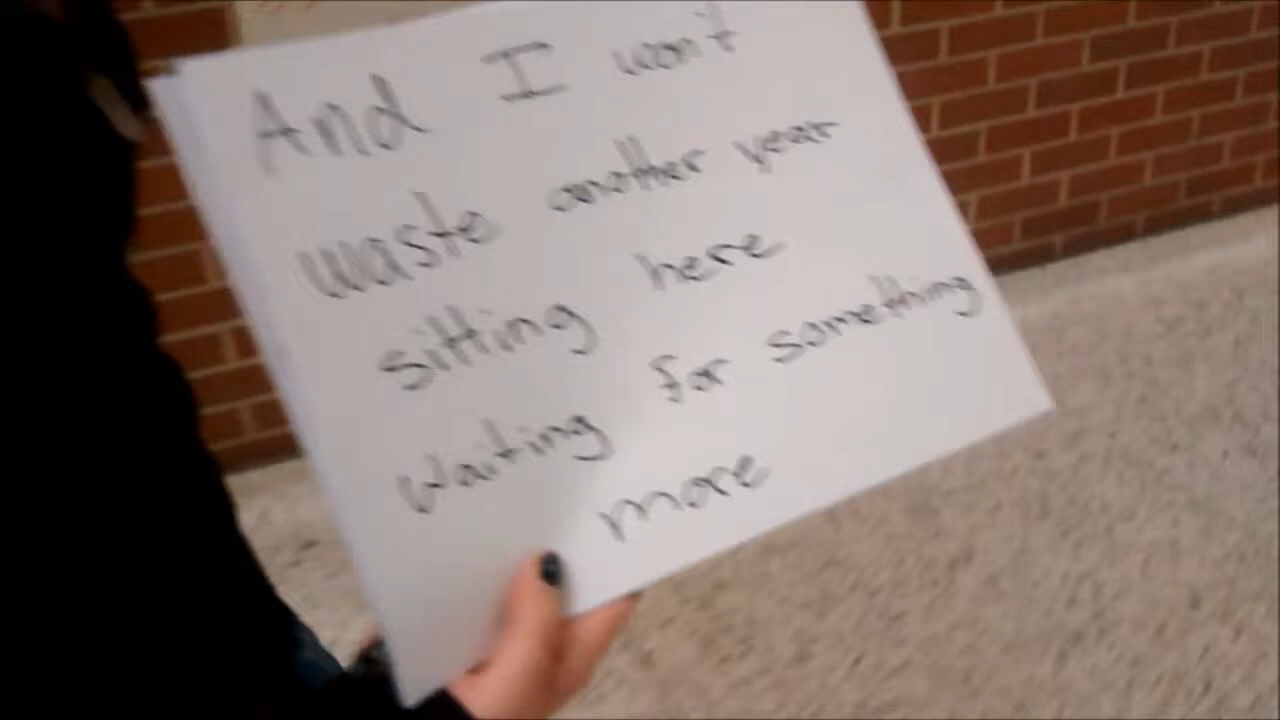 And I won't
waste another year
sitting here
waiting for something
more